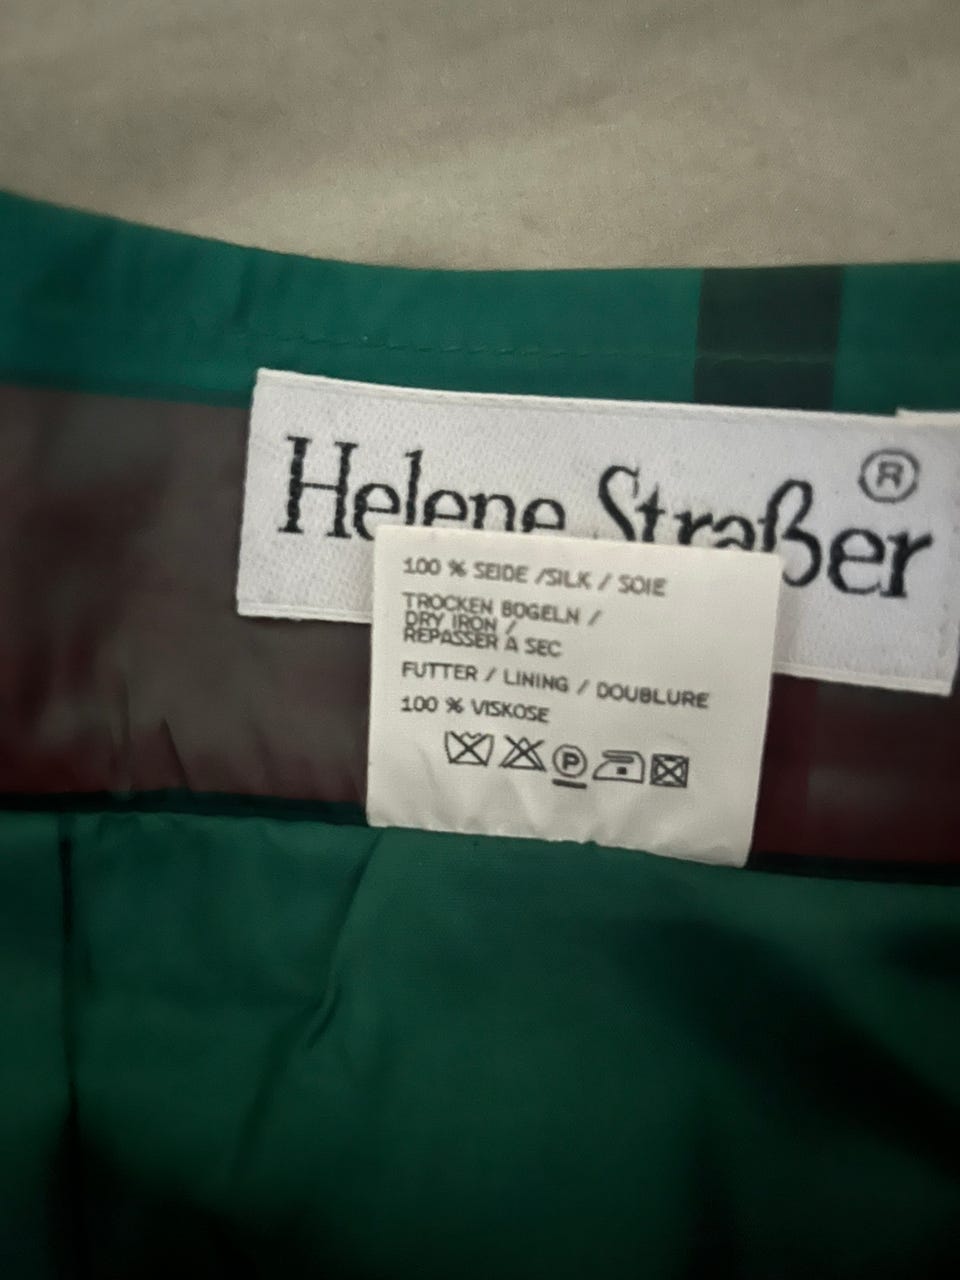 Helene Straßer ®
100 % SEIDE /SILK / SOIE
TROCKEN BÜGELN /
DRY IRON /
REPASSER À SEC
FUTTER / LINING / DOUBLURE
100 % VISKOSE
P